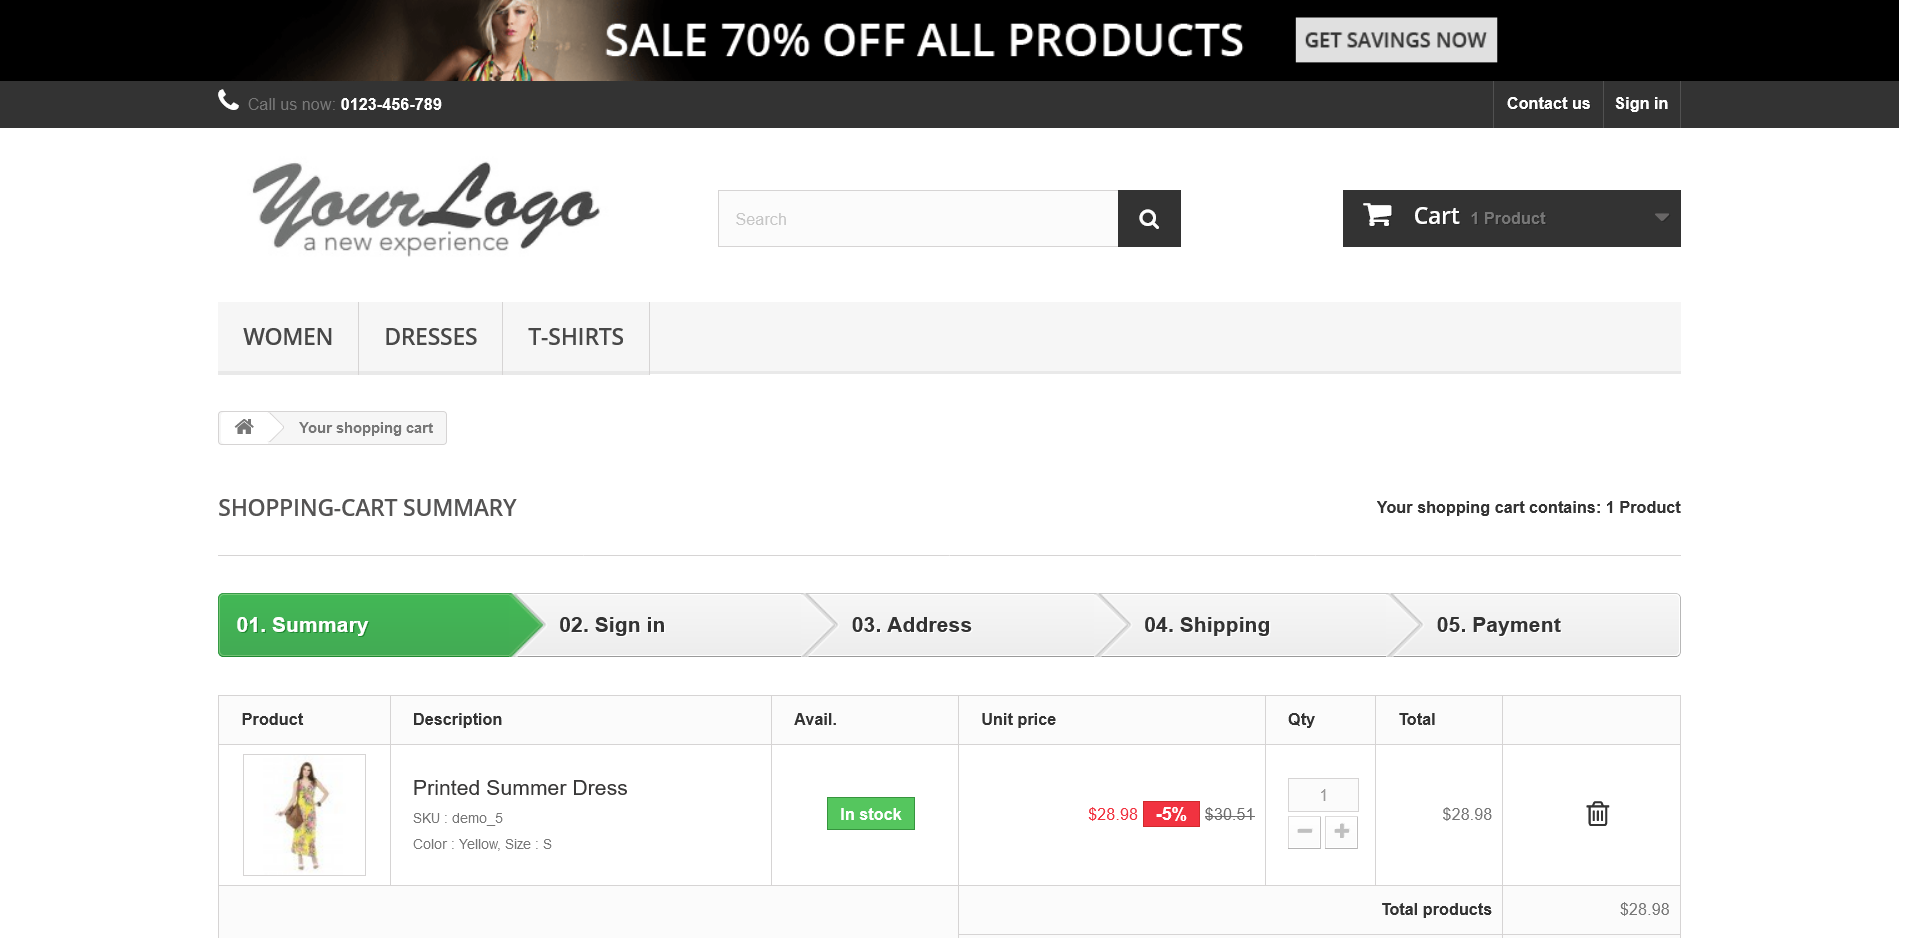 SALE 70% OFF ALL PRODUCTS GET SAVINGS NOW
Call us now: 0123-456-789 Contact us Sign in
Your Logo
a new experience
Search
Cart 1 Product
WOMEN DRESSES T-SHIRTS
Your shopping cart
SHOPPING-CART SUMMARY Your shopping cart contains: 1 Product
01. Summary 02. Sign in 03. Address 04. Shipping 05. Payment
Product Description Avail. Unit price Qty Total
Printed Summer Dress
SKU : demo_5
Color : Yellow, Size : S
In stock
$28.98 -5% $30.51
1
$28.98
Total products $28.98